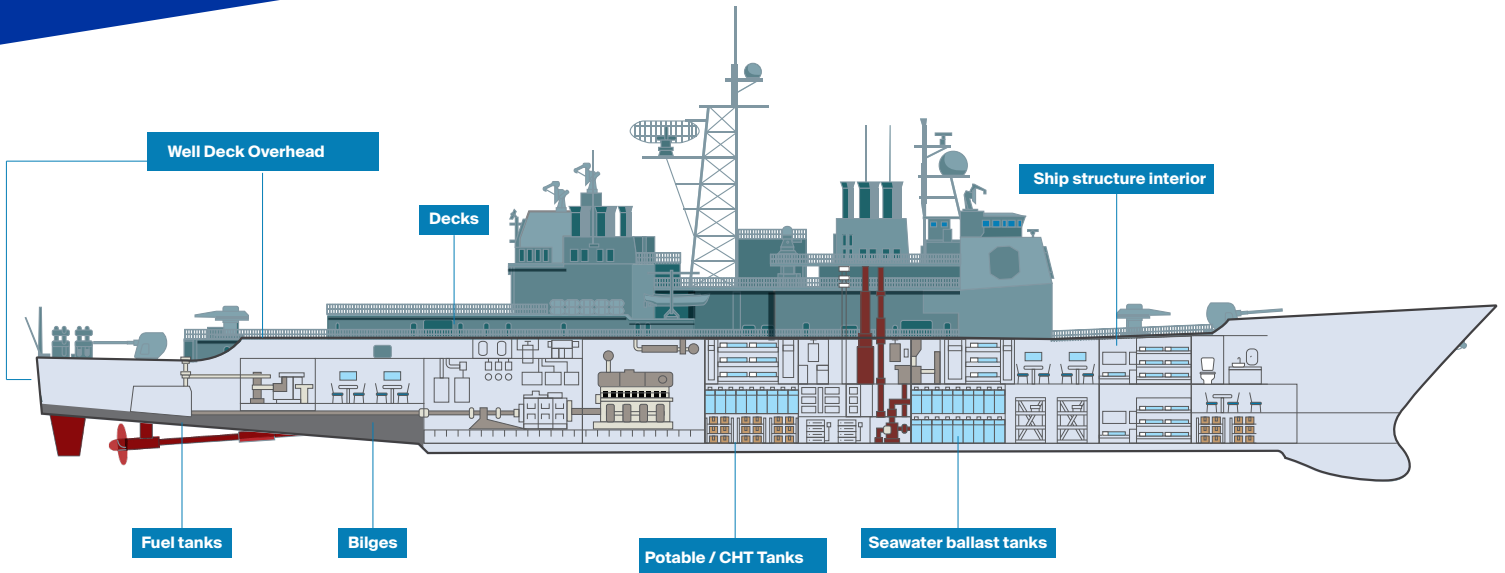 Well Deck Overhead
Ship structure interior
Decks
Fuel tanks
Bilges
Potable / CHT Tanks
Seawater ballast tanks